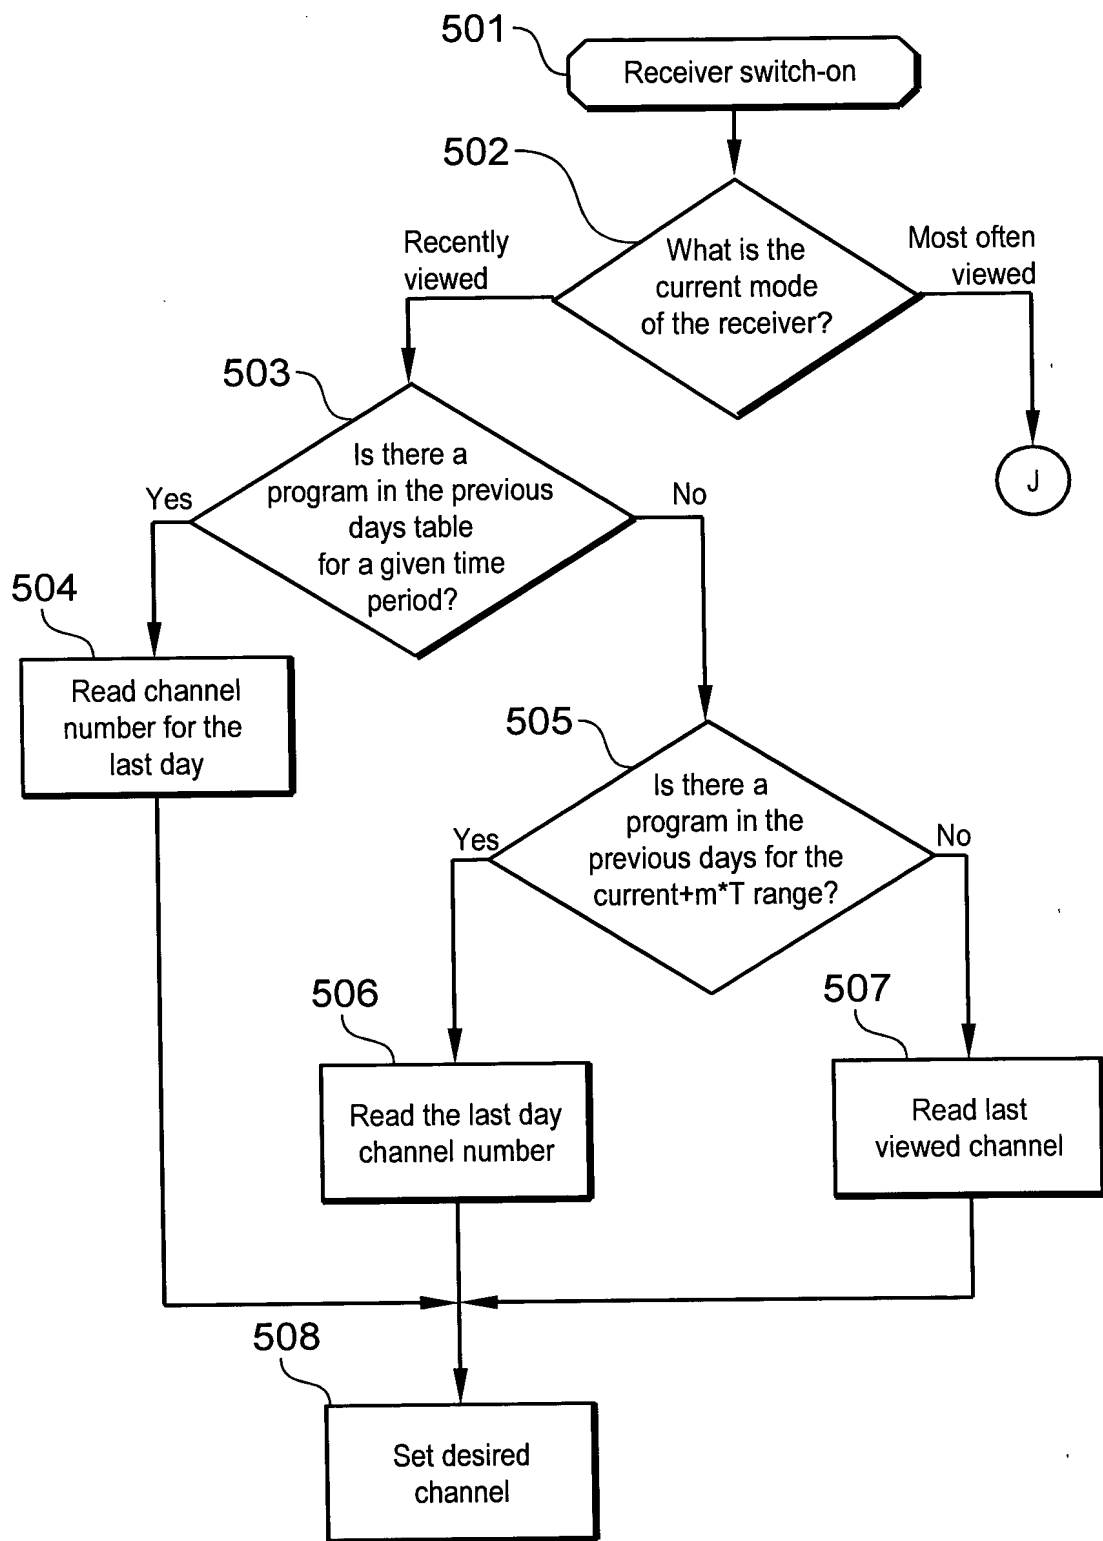 501
Receiver switch-on
502
What is the
current mode
of the receiver?
Recently
viewed
Most often
viewed
J
503
Is there a
program in the previous
days table
for a given time
period?
Yes
No
504
Read channel
number for the
last day
505
Is there a
program in the
previous days for the
current+m*T range?
Yes
No
506
Read the last day
channel number
507
Read last
viewed channel
508
Set desired
channel